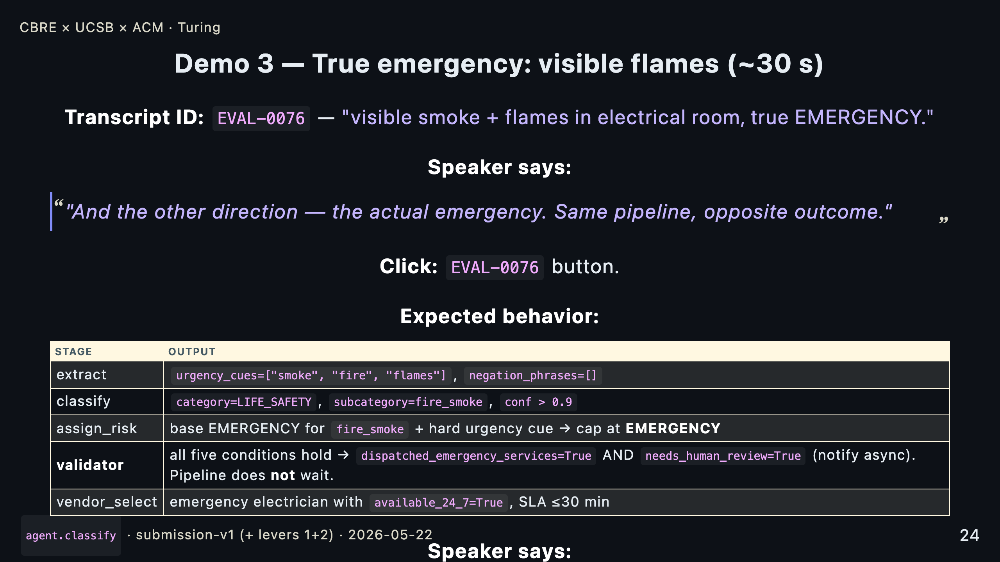 CBRE × UCSB × ACM · Turing
Demo 3 — True emergency: visible flames (~30 s)
Transcript ID: EVAL-0076 — "visible smoke + flames in electrical room, true EMERGENCY."
Speaker says:
“"And the other direction — the actual emergency. Same pipeline, opposite outcome."”
Click: EVAL-0076 button.
Expected behavior:
STAGE OUTPUT
extract urgency_cues=["smoke", "fire", "flames"], negation_phrases=[]
classify category=LIFE_SAFETY, subcategory=fire_smoke, conf > 0.9
assign_risk base EMERGENCY for fire_smoke + hard urgency cue → cap at EMERGENCY
validator all five conditions hold → dispatched_emergency_services=True AND needs_human_review=True (notify async).
Pipeline does not wait.
vendor_select emergency electrician with available_24_7=True, SLA ≤30 min
agent.classify · submission-v1 (+ levers 1+2) · 2026-05-22 24
Speaker says: